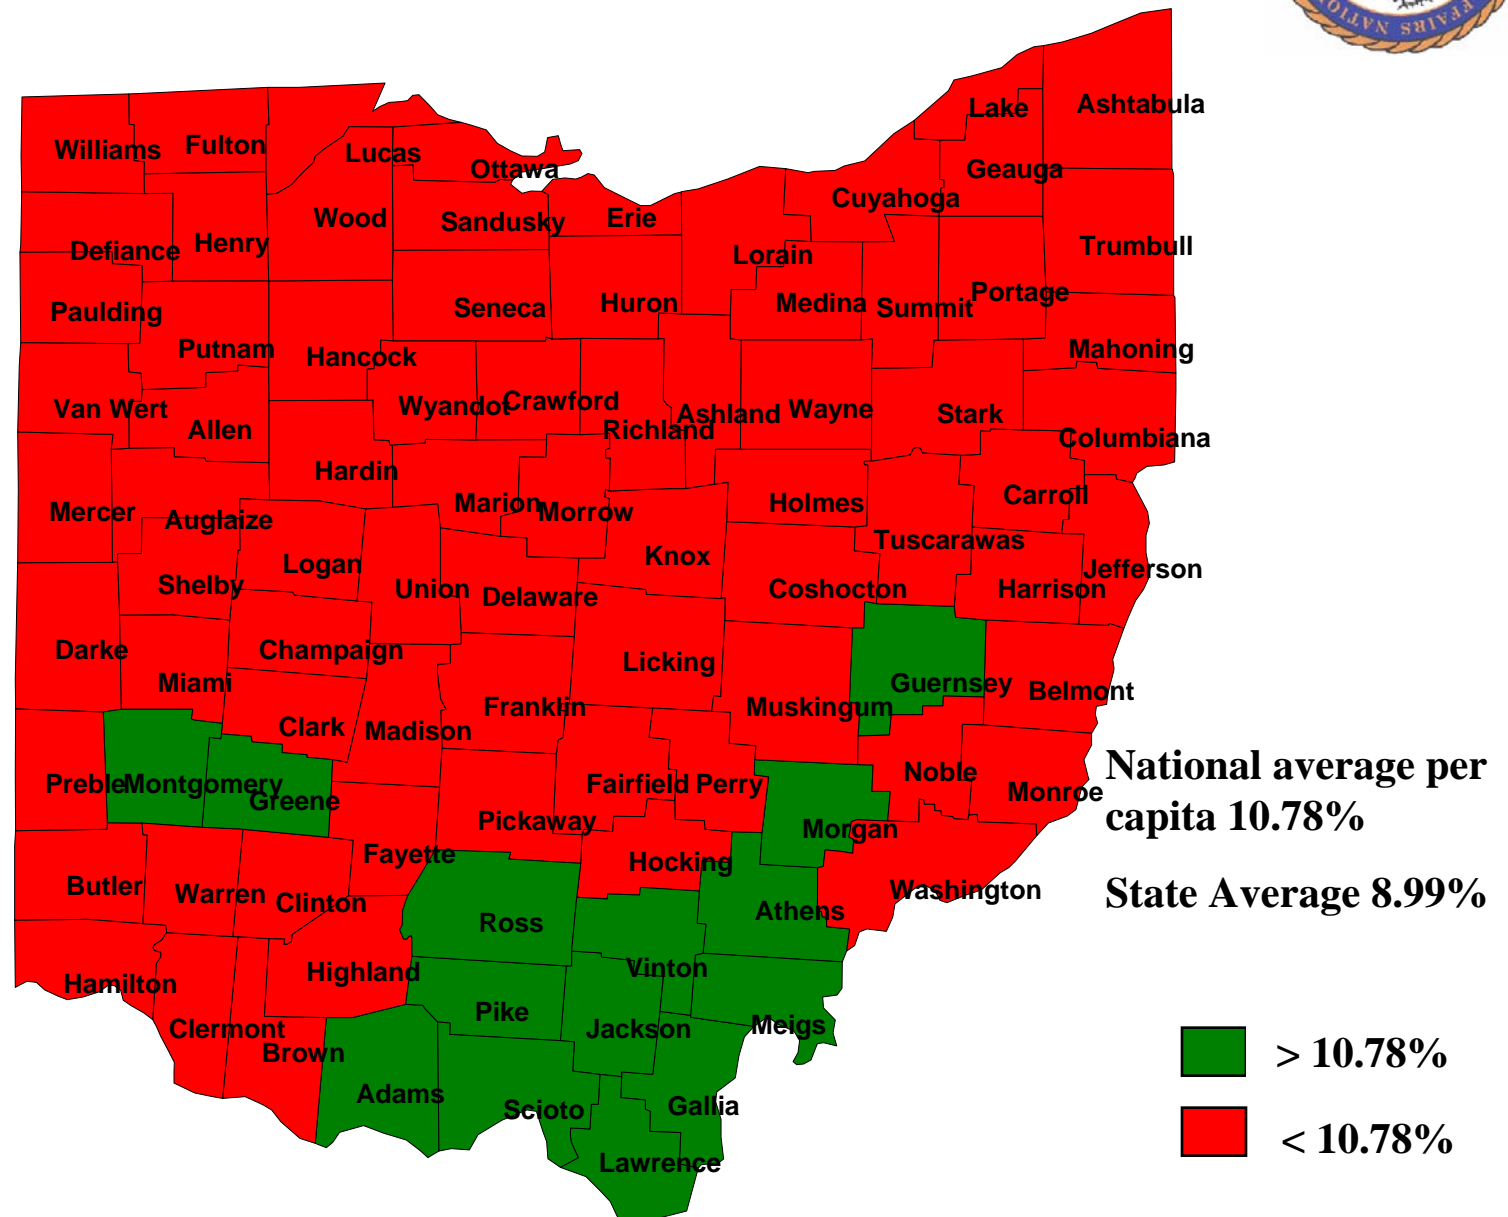 FFAIRS NATION
Lake
Ashtabula
Williams
Fulton
Lucas
Ottawa
Geauga
Cuyahoga
Wood
Sandusky
Erie
Defiance
Henry
Lorain
Trumbull
Paulding
Seneca
Huron
Medina
Summit
Portage
Putnam
Hancock
Mahoning
Van Wert
Allen
Wyandot
Crawford
Richland
Ashland
Wayne
Stark
Columbiana
Hardin
Mercer
Auglaize
Marion
Morrow
Holmes
Carroll
Logan
Knox
Tuscarawas
Shelby
Union
Delaware
Coshocton
Harrison
Jefferson
Darke
Champaign
Licking
Miami
Guernsey
Belmont
Clark
Madison
Franklin
Muskingum
Preble
Montgomery
Greene
Fairfield
Perry
Noble
Monroe
National average per
capita 10.78%
Pickaway
Morgan
Fayette
Hocking
Butler
Warren
Clinton
Washington
State Average 8.99%
Ross
Athens
Hamilton
Highland
Vinton
Clermont
Pike
Jackson
Meigs
Brown
> 10.78%
Adams
Scioto
Gallia
< 10.78%
Lawrence